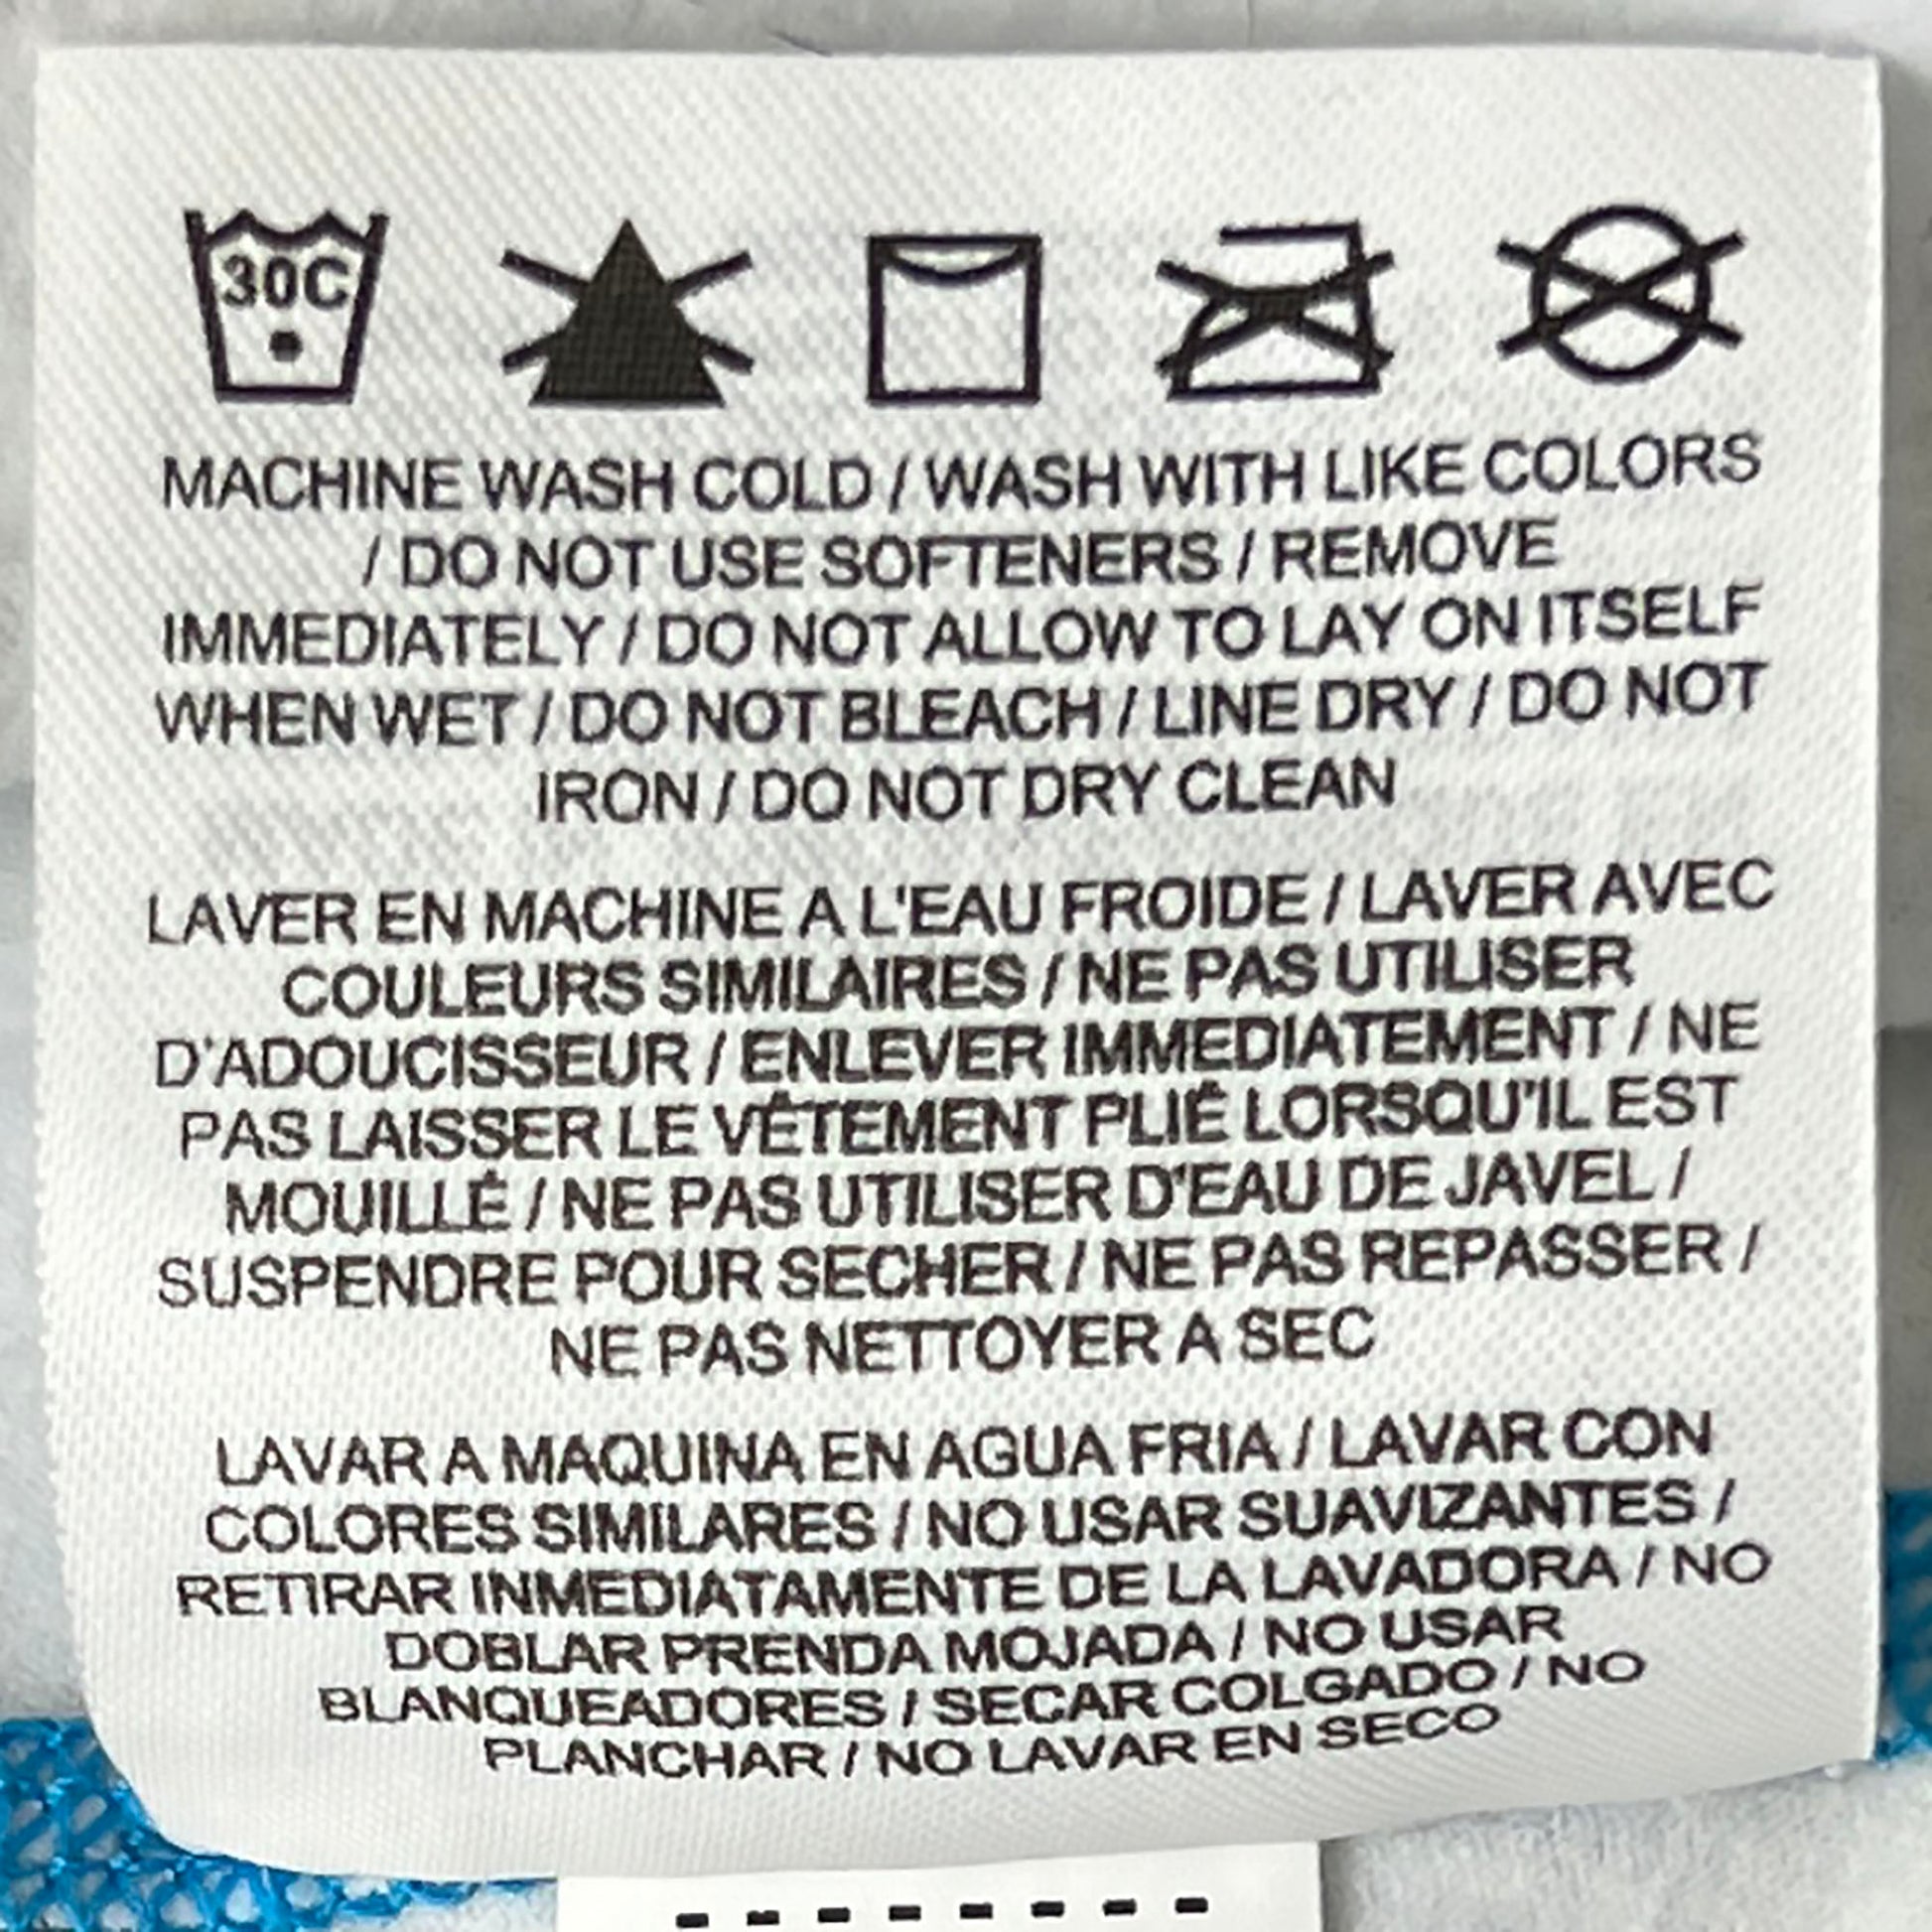 30C
MACHINE WASH COLD / WASH WITH LIKE COLORS
/ DO NOT USE SOFTENERS / REMOVE
IMMEDIATELY / DO NOT ALLOW TO LAY ON ITSELF
WHEN WET / DO NOT BLEACH / LINE DRY / DO NOT
IRON / DO NOT DRY CLEAN
LAVER EN MACHINE A L'EAU FROIDE / LAVER AVEC
COULEURS SIMILAIRES / NE PAS UTILISER
D'ADOUCISSEUR / ENLEVER IMMEDIATEMENT / NE
PAS LAISSER LE VÊTEMENT PLIÉ LORSQU'IL EST
MOUILLÉ / NE PAS UTILISER D'EAU DE JAVEL /
SUSPENDRE POUR SECHER / NE PAS REPASSER /
NE PAS NETTOYER A SEC
LAVAR A MAQUINA EN AGUA FRIA / LAVAR CON
COLORES SIMILARES / NO USAR SUAVIZANTES /
RETIRAR INMEDIATAMENTE DE LA LAVADORA / NO
DOBLAR PRENDA MOJADA / NO USAR
BLANQUEADORES / SECAR COLGADO / NO
PLANCHAR / NO LAVAR EN SECO